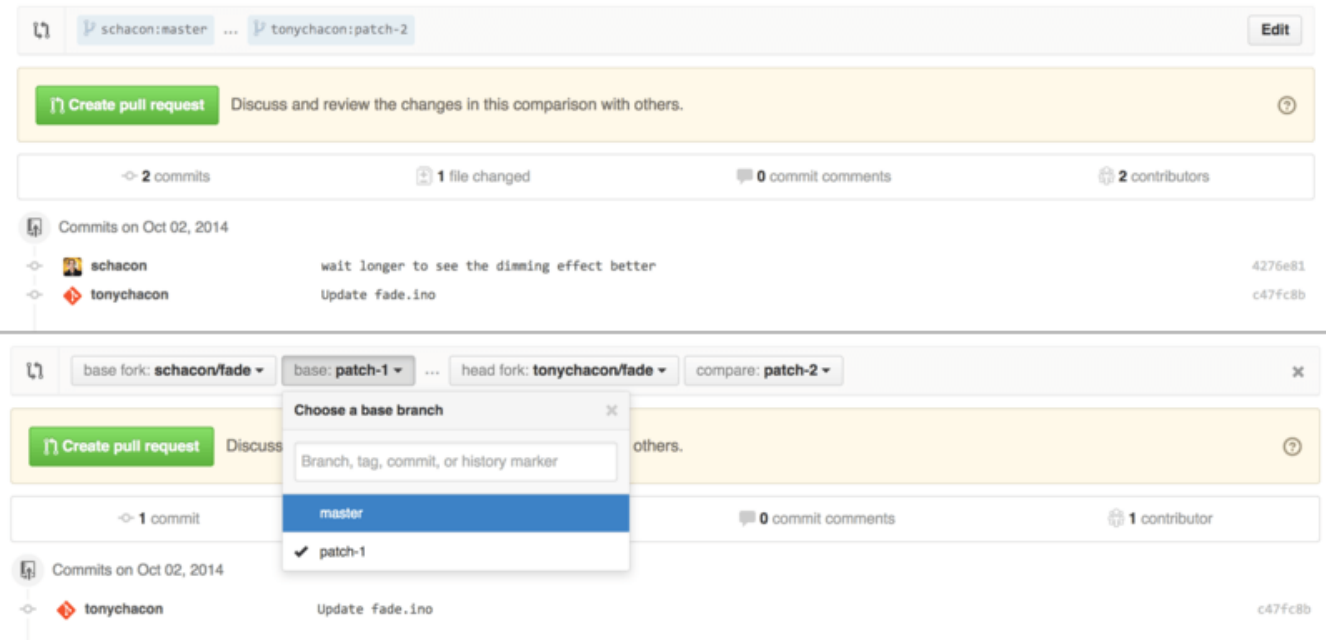 schacon:master ... tonychacon:patch-2 Edit
Create pull request Discuss and review the changes in this comparison with others.
2 commits 1 file changed 0 commit comments 2 contributors
Commits on Oct 02, 2014
schacon wait longer to see the dimming effect better 4276e81
tonychacon Update fade.ino c47fc8b
base fork: schacon/fade base: patch-1 ... head fork: tonychacon/fade compare: patch-2
Choose a base branch
Create pull request Discuss others.
Branch, tag, commit, or history marker
master
1 commit 0 commit comments 1 contributor
patch-1
Commits on Oct 02, 2014
tonychacon Update fade.ino c47fc8b